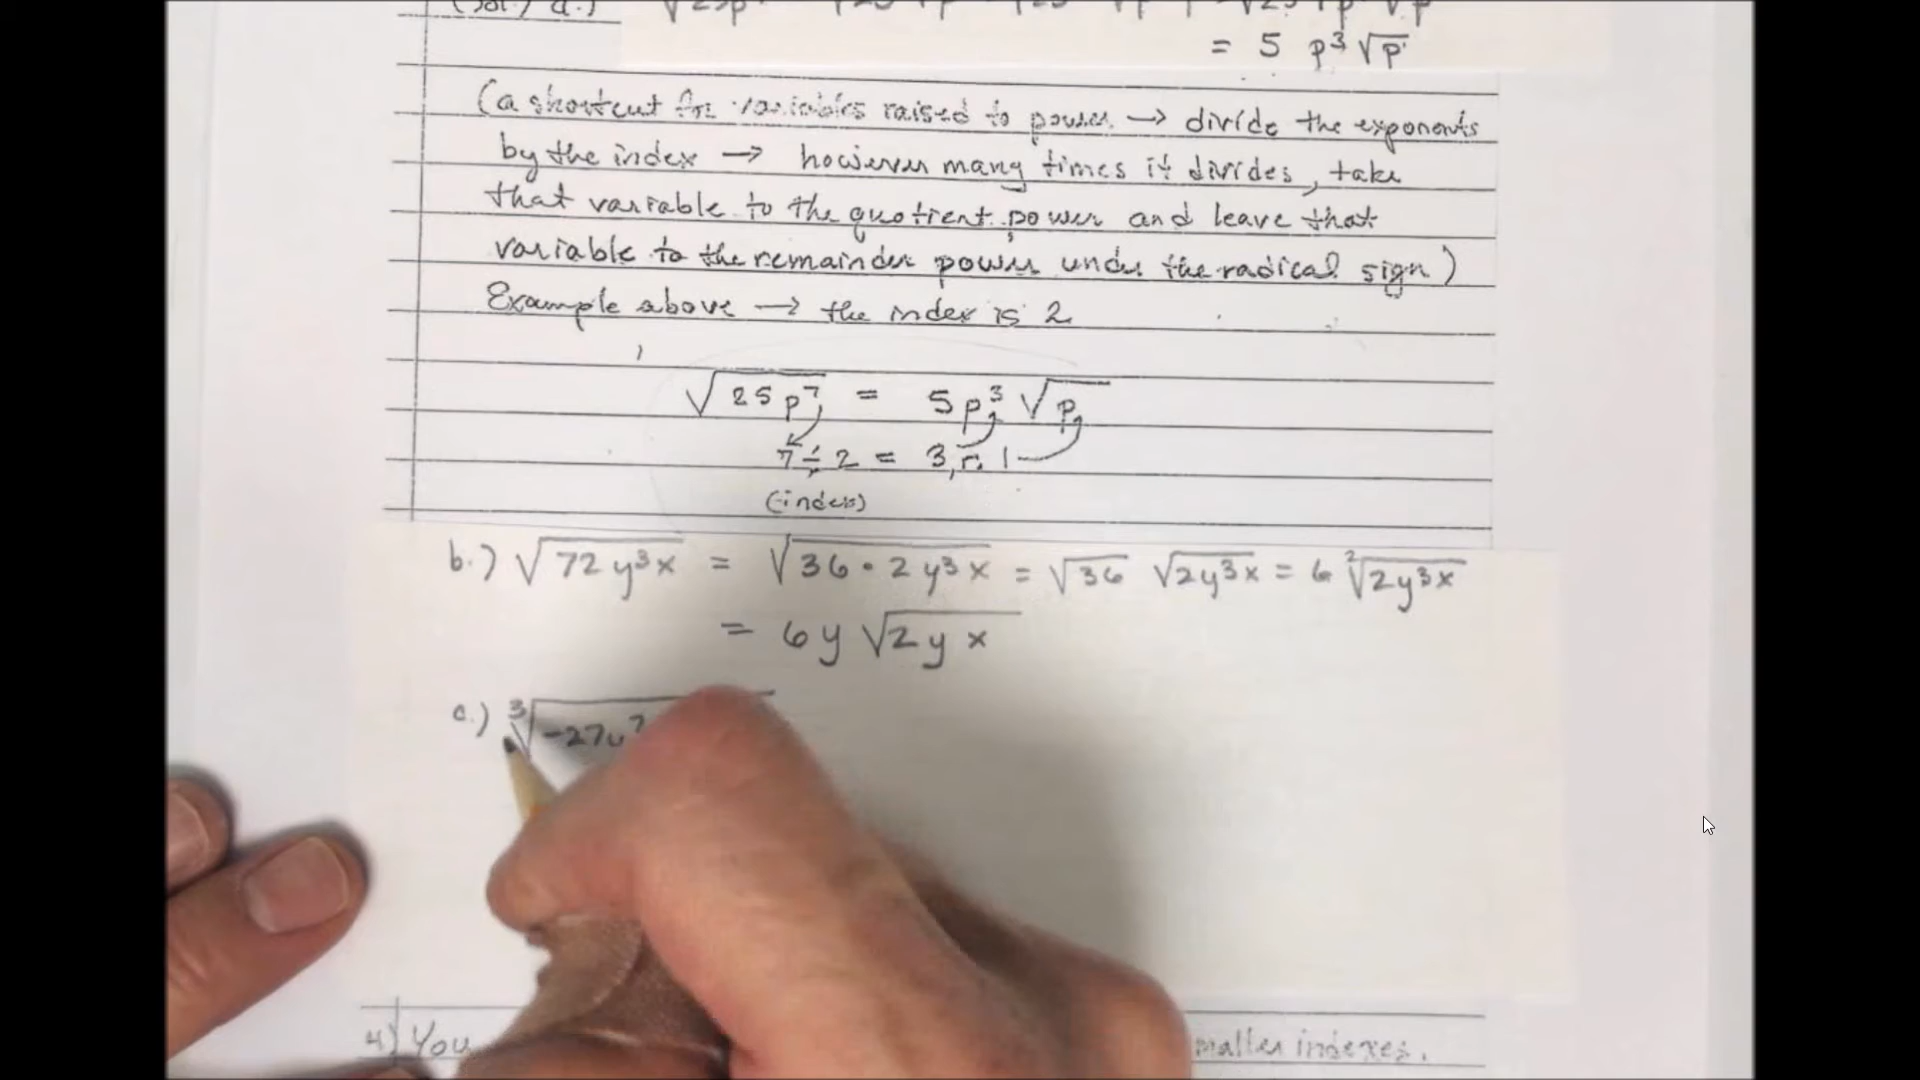 = 5 p³ √p
(a shortcut for variables raised to power → divide the exponents
by the index → however many times it divides, take
that variable to the quotient power and leave that
variable to the remainder power under the radical sign)
Example above → the index is 2
√25p⁷ = 5p³ √p
7 ÷ 2 = 3, r. 1
(index)
b.) √72y³x = √36 · 2y³x = √36 √2y³x = 6 ²√2y³x
= 6y √2yx
c.) ³√-27u⁷
4) You
smaller indexes.